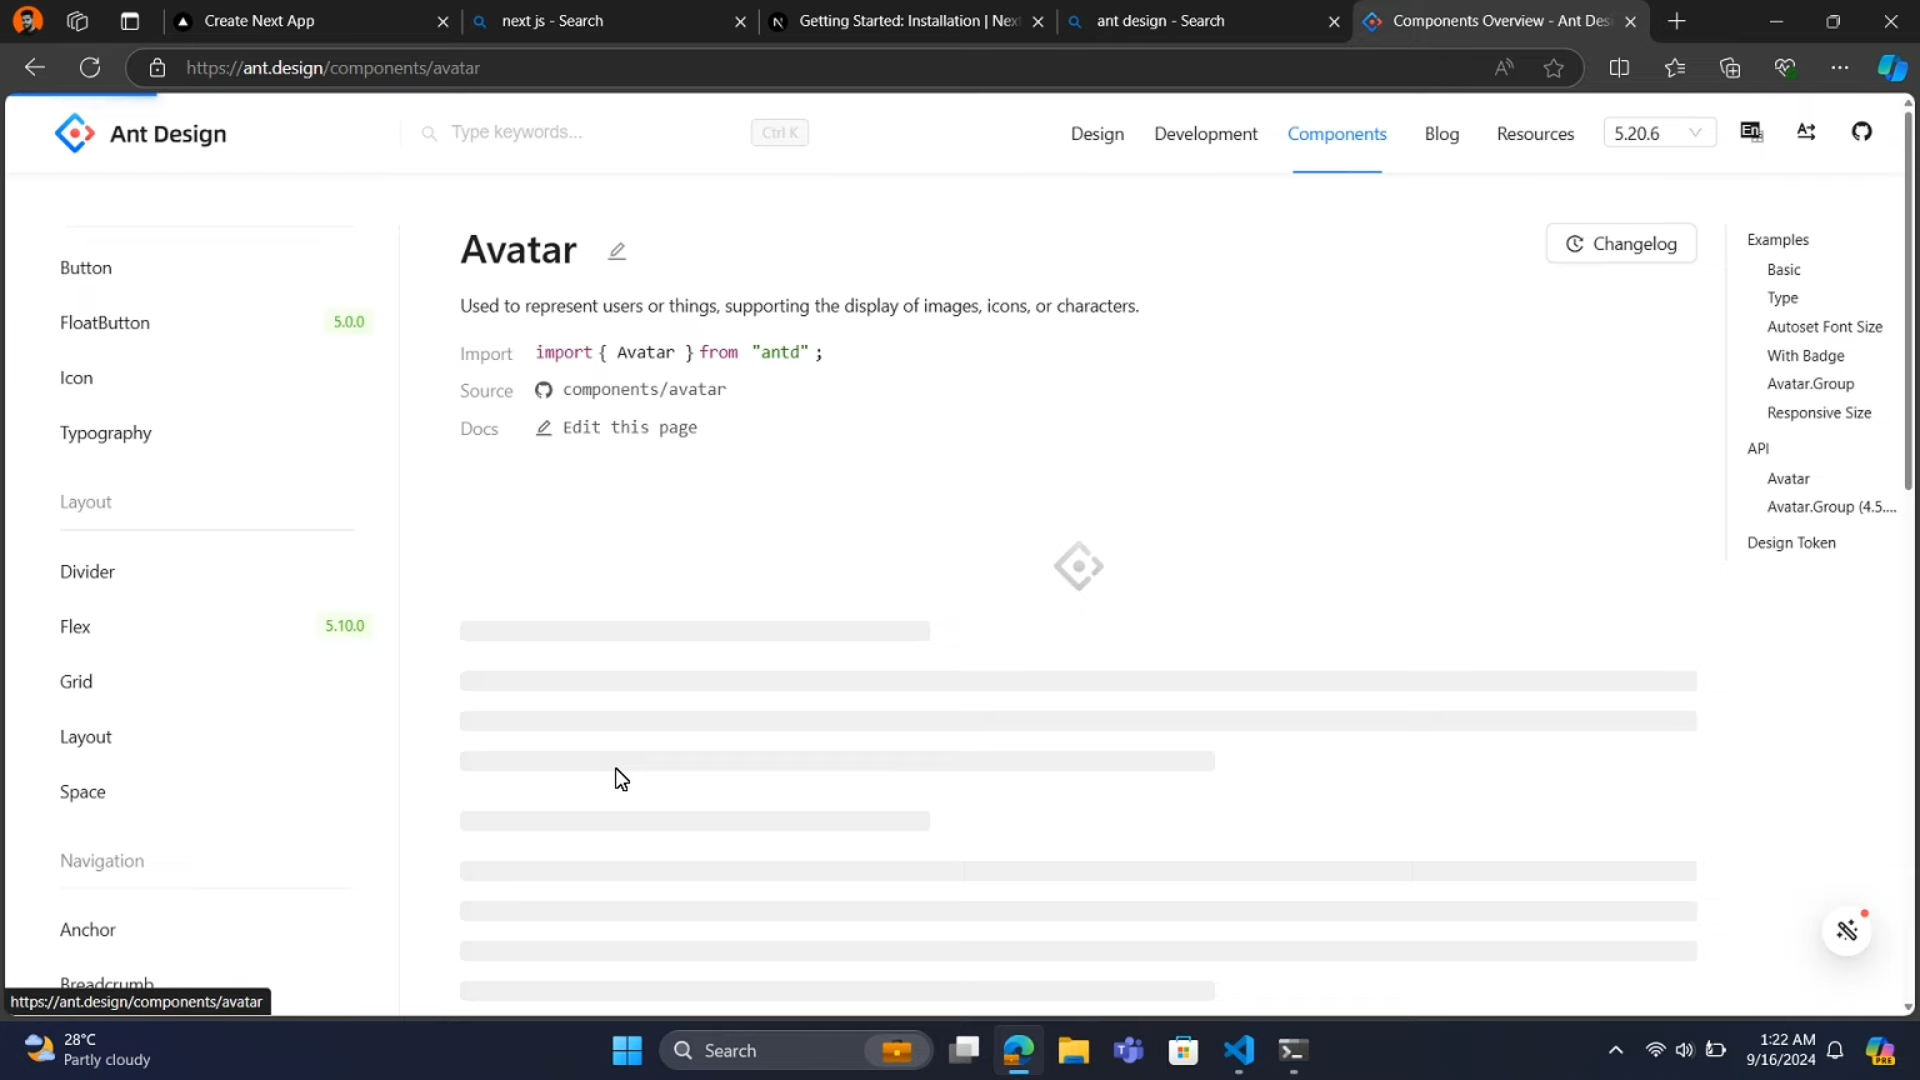 Create Next App
next js - Search
Getting Started: Installation | Nex
ant design - Search
Components Overview - Ant Des
https://ant.design/components/avatar
Ant Design
Type keywords...
Ctrl K
Design
Development
Components
Blog
Resources
5.20.6
Button
FloatButton
5.0.0
Icon
Typography
Layout
Divider
Flex
5.10.0
Grid
Layout
Space
Navigation
Anchor
Breadcrumb
Avatar
Changelog
Used to represent users or things, supporting the display of images, icons, or characters.
Import import { Avatar } from "antd" ;
Source components/avatar
Docs Edit this page
Examples
Basic
Type
Autoset Font Size
With Badge
Avatar.Group
Responsive Size
API
Avatar
Avatar.Group (4.5....
Design Token
https://ant.design/components/avatar
28°C
Partly cloudy
Search
1:22 AM
9/16/2024
PRE